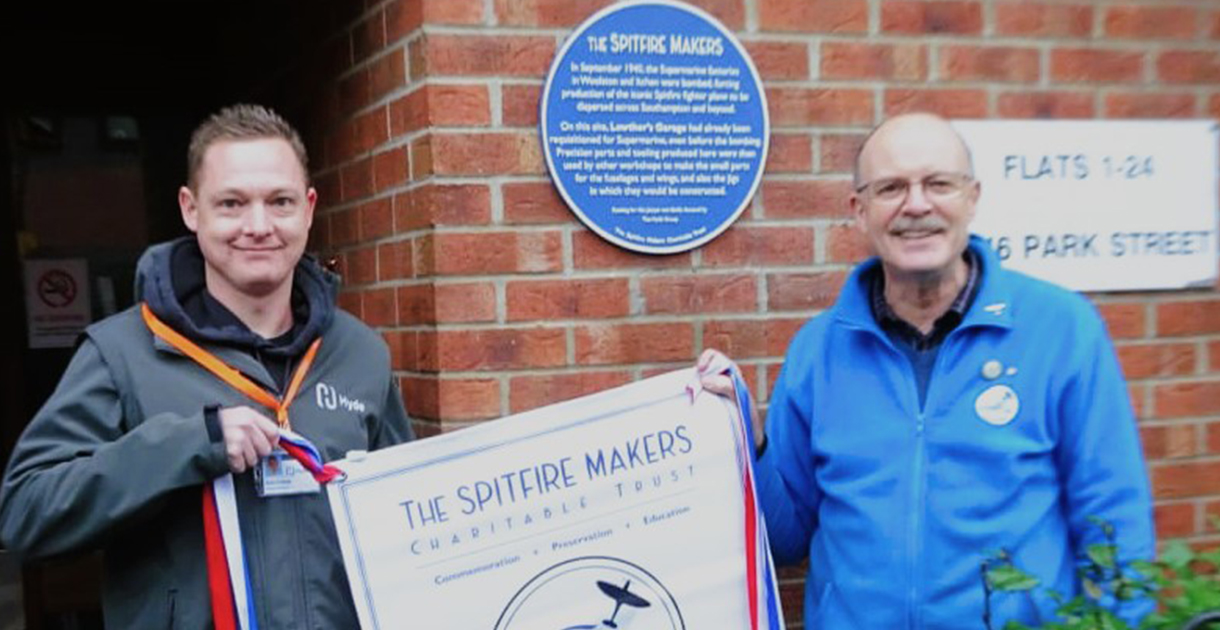 THE SPITFIRE MAKERS
In September 1940, the Supermarine factories
in Woolston and Itchen were bombed, forcing
production of the iconic Spitfire fighter plane to be
dispersed across Southampton and beyond.
On this site, Lowther's Garage had already been
requisitioned for Supermarine, even before the bombing
Precision parts and tooling produced here were then
used by other workshops to make the small parts
for the fuselages and wings, and also the jigs
in which they would be constructed.
The Hyde Group
The Spitfire Makers Charitable Trust
FLATS 1-24
16 PARK STREET
Hyde
THE SPITFIRE MAKERS
CHARITABLE TRUST
Commemoration • Preservation • Education